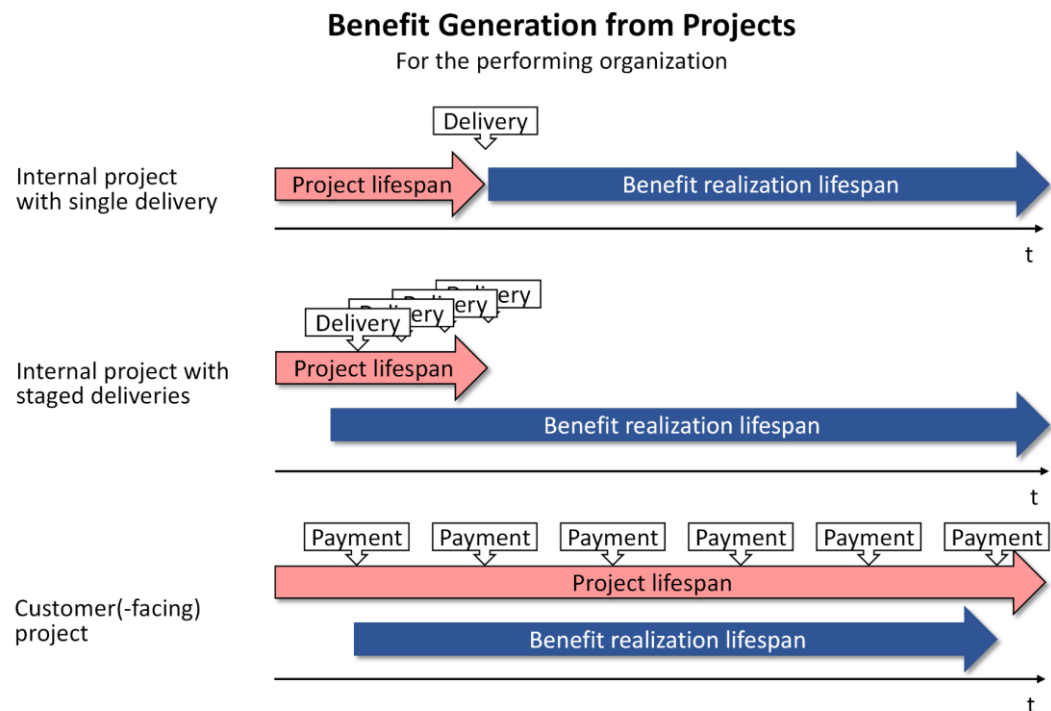 Benefit Generation from Projects
For the performing organization
Delivery
Internal project
with single delivery
Project lifespan
Benefit realization lifespan
t
Delivery
Delivery
Delivery
Delivery
Internal project with
staged deliveries
Project lifespan
Benefit realization lifespan
t
Payment
Payment
Payment
Payment
Payment
Payment
Project lifespan
Customer(-facing)
project
Benefit realization lifespan
t